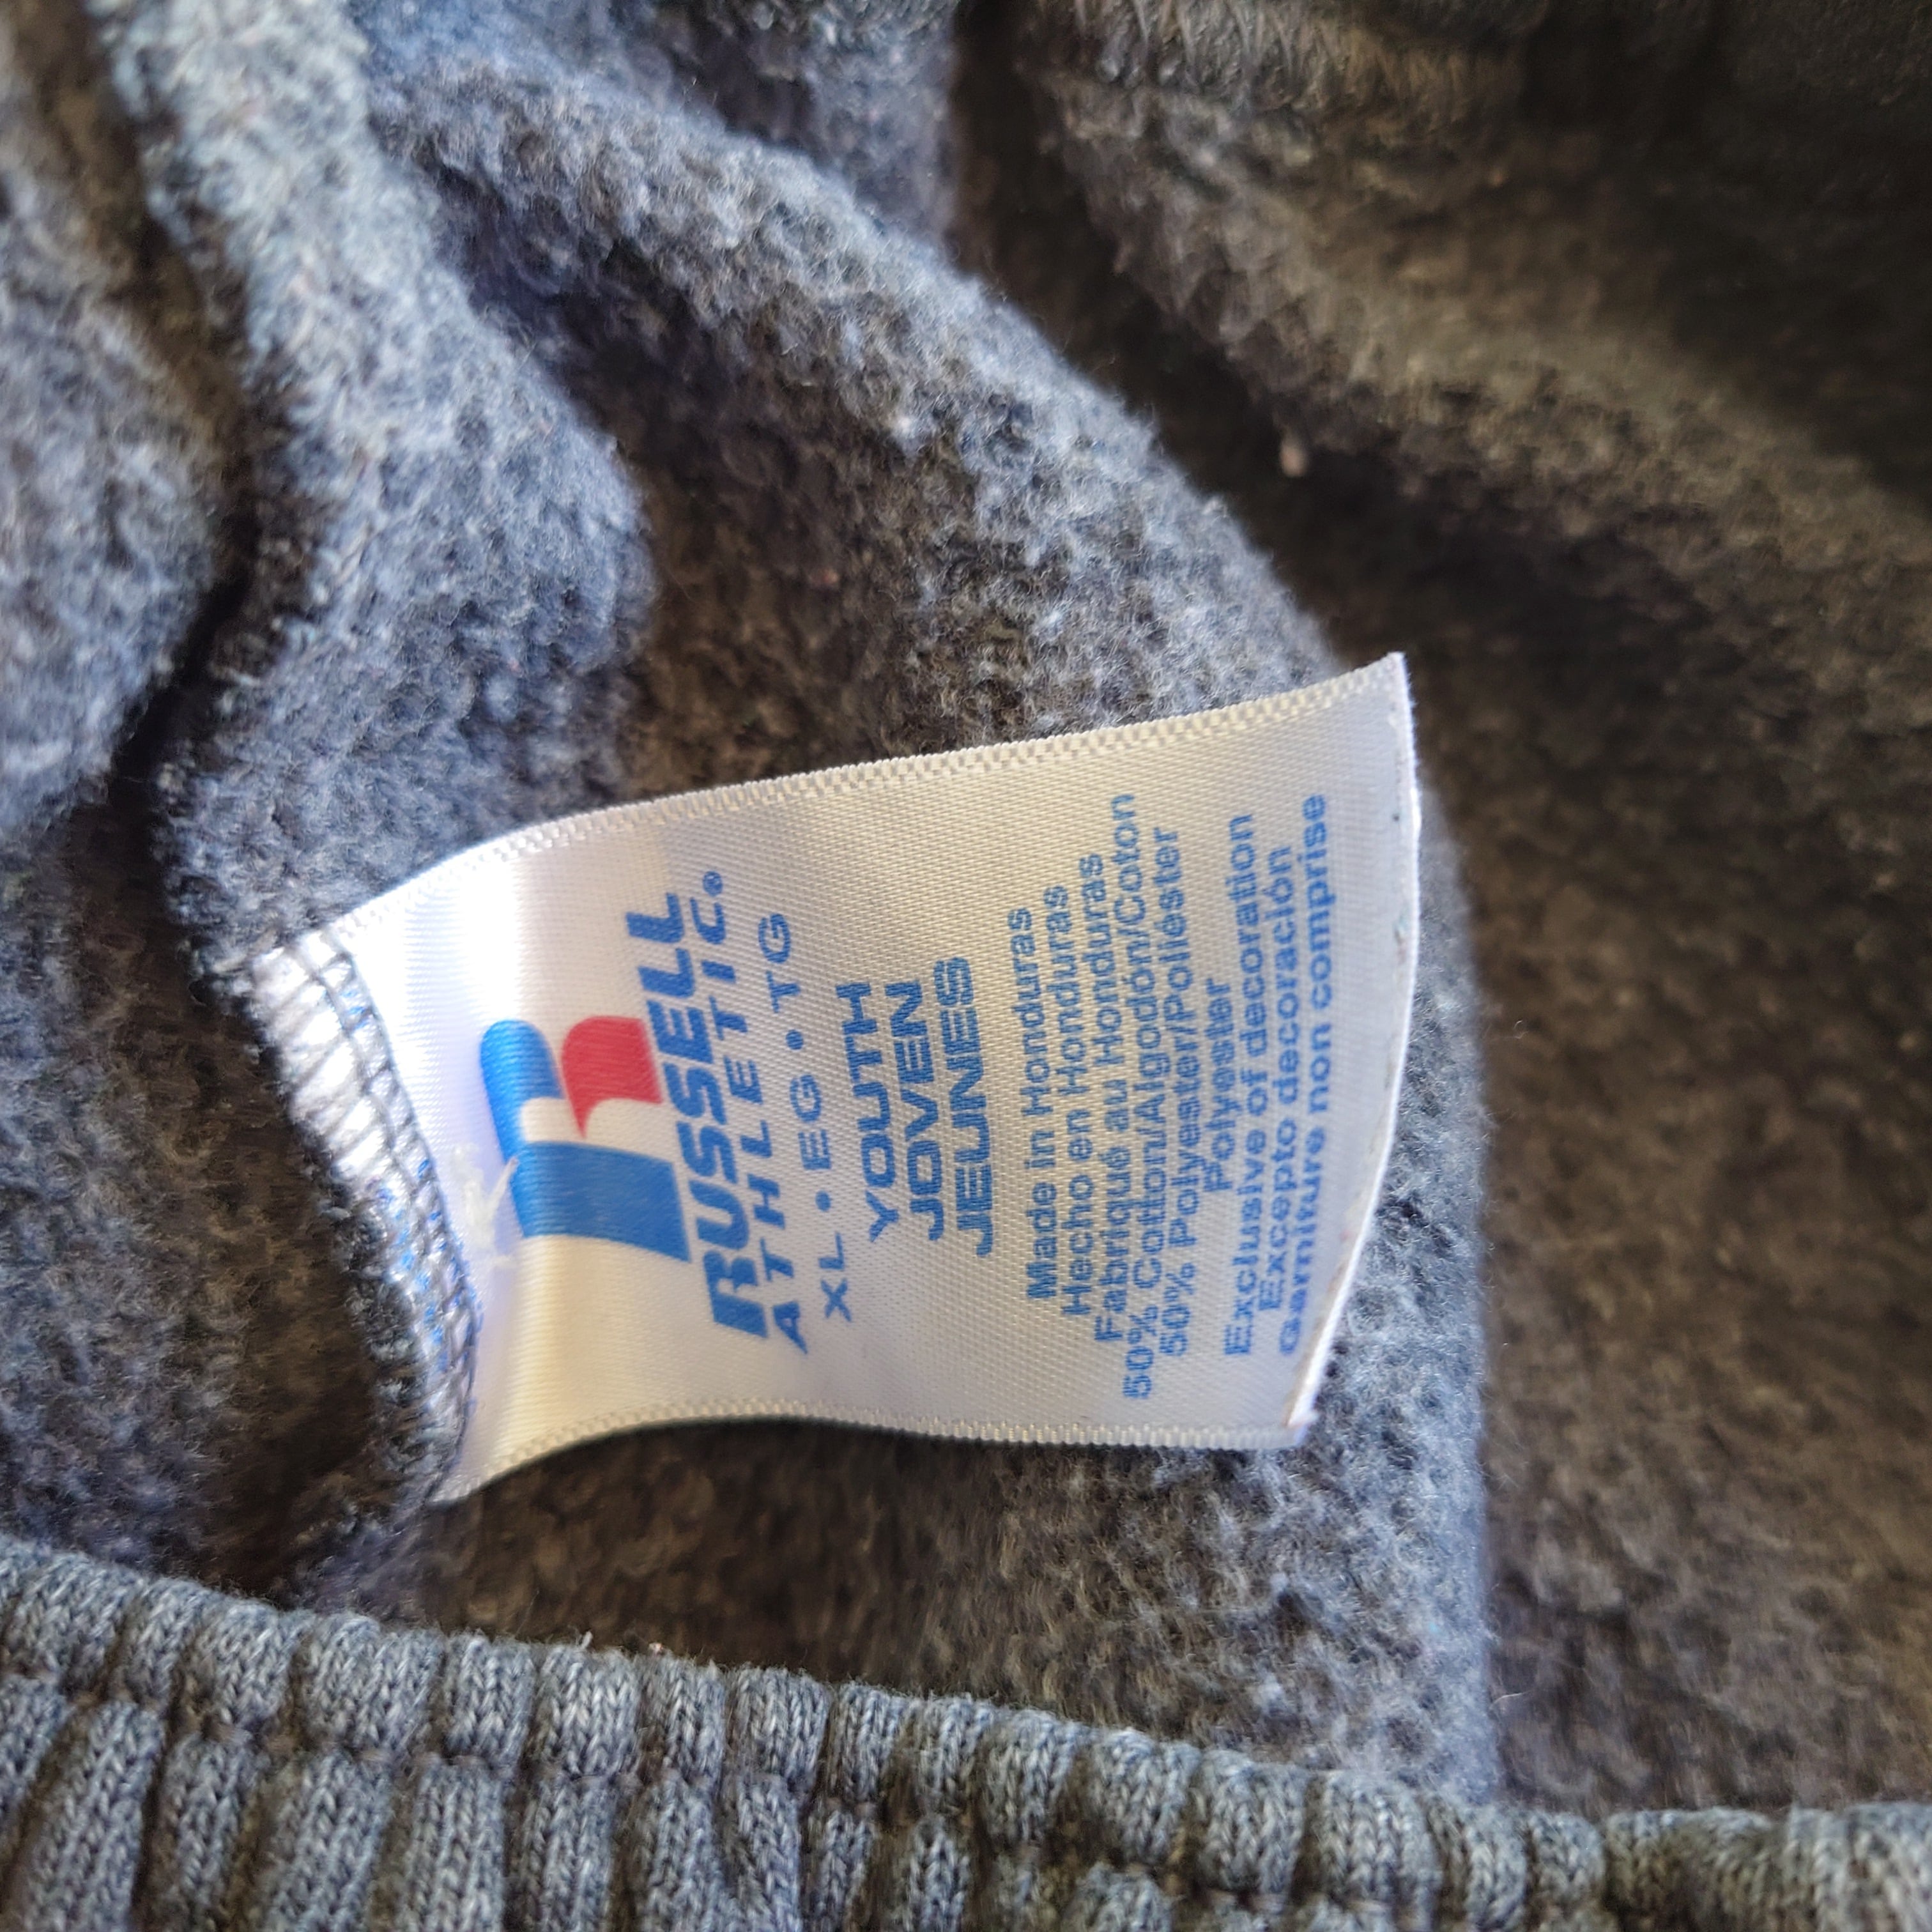 RUSSELL
ATHLETIC®
XL • EG • TG
YOUTH
JOVEN
JEUNES
Made in Honduras
Hecho en Honduras
Fabriqué au Honduras
50% Cotton/Algodón/Coton
50% Polyester/Poliester
Polyester
Exclusive of decoration
Excepto decoración
Garniture non comprise